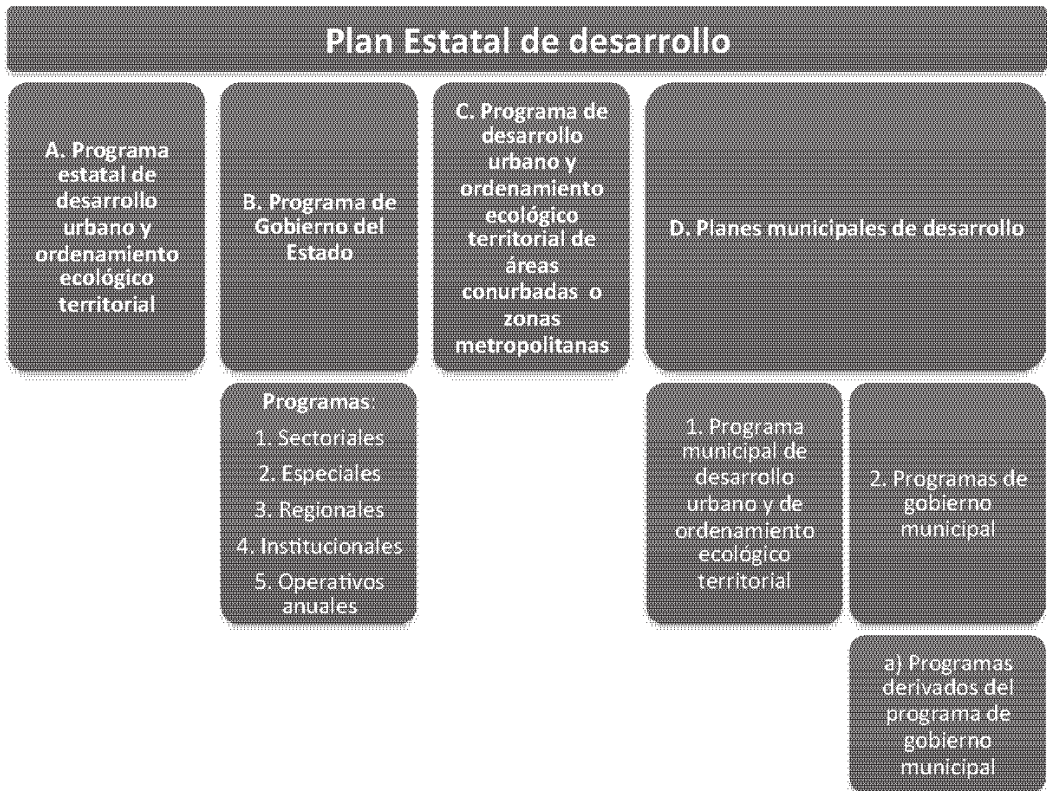 Plan Estatal de desarrollo
A. Programa
estatal de
desarrollo
urbano y
ordenamiento
ecológico
territorial
B. Programa de
Gobierno del
Estado
C. Programa de
desarrollo
urbano y
ordenamiento
ecológico
territorial de
áreas
conurbadas o
zonas
metropolitanas
D. Planes municipales de desarrollo
Programas:
1. Sectoriales
2. Especiales
3. Regionales
4. Institucionales
5. Operativos
anuales
1. Programa
municipal de
desarrollo
urbano y de
ordenamiento
ecológico
territorial
2. Programas de
gobierno
municipal
a) Programas
derivados del
programa de
gobierno
municipal